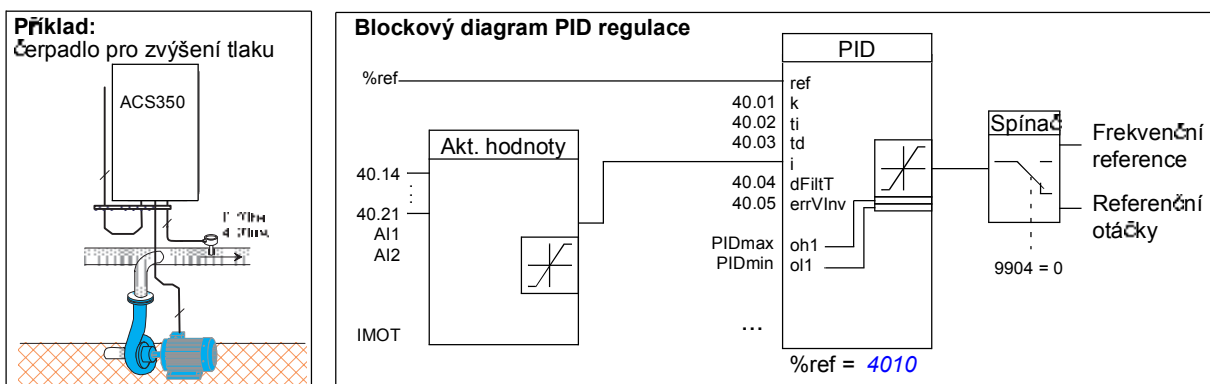 Příklad:
čerpadlo pro zvýšení tlaku
ACS350
Blockový diagram PID regulace
%ref
Akt. hodnoty
40.14
40.21
AI1
AI2
IMOT
PID
ref
40.01 k
40.02 ti
40.03 td
i
40.04 dFiltT
40.05 errVInv
PIDmax oh1
PIDmin ol1
...
%ref = 4010
Spínač
Frekvenční
reference
Referenční
otáčky
9904 = 0